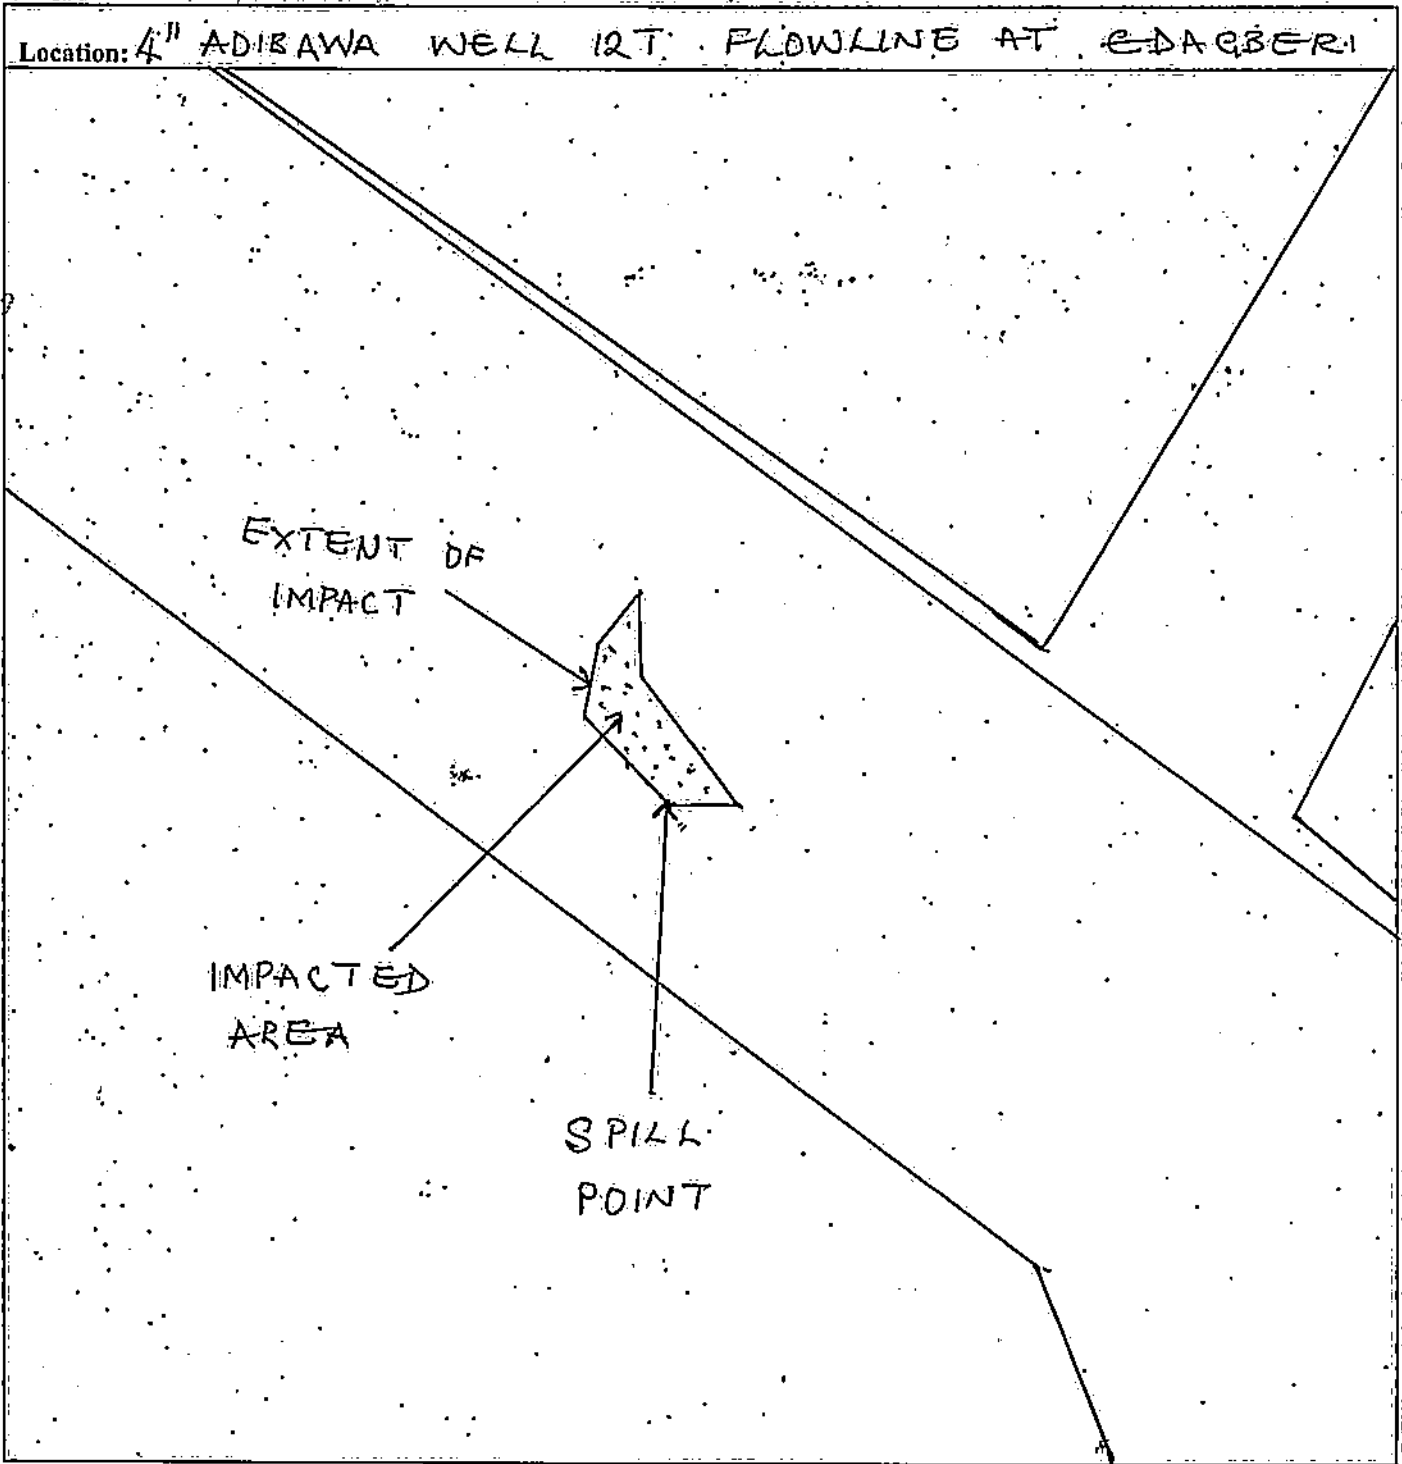 Location: 4" ADIBAWA WELL 12T. FLOWLINE AT EDAGBERI
EXTENT OF
IMPACT
IMPACTED
AREA
SPILL
POINT